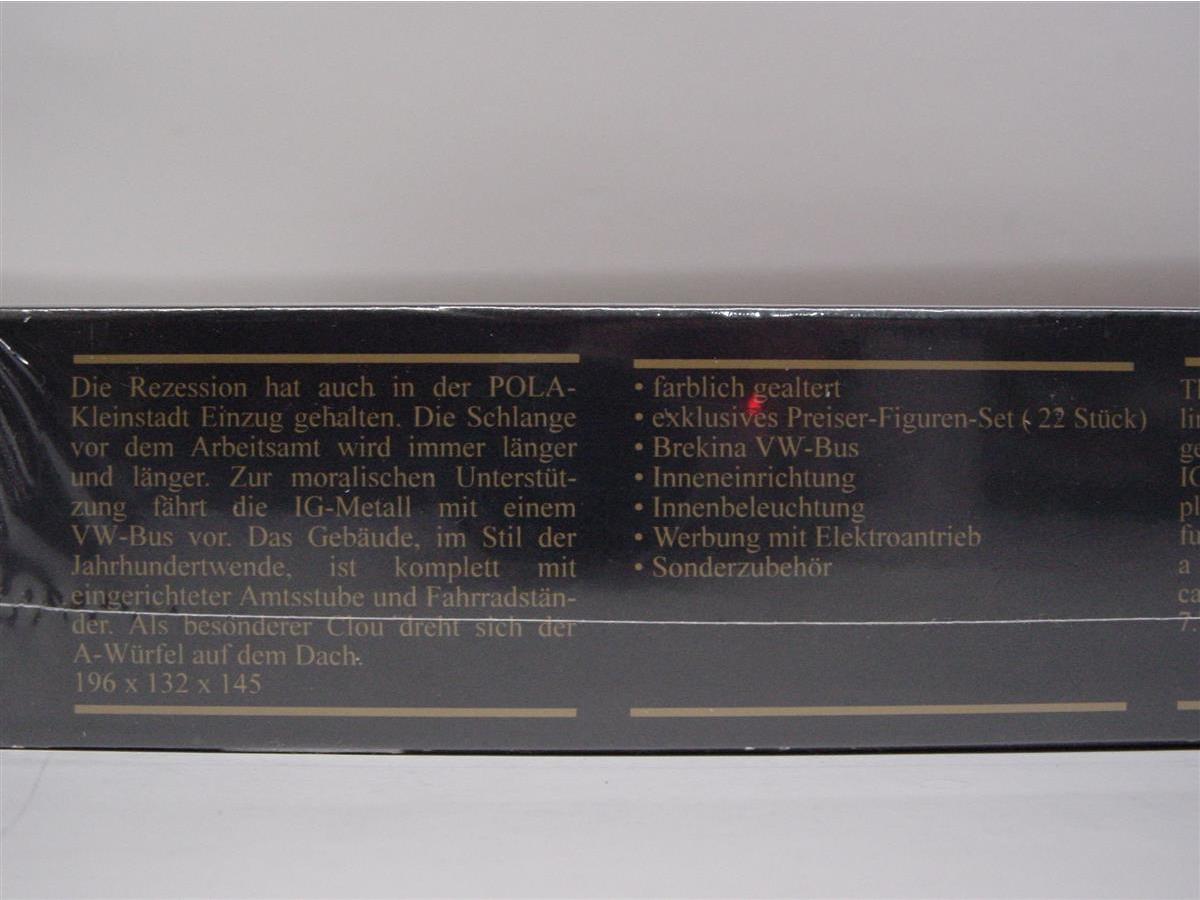 Die Rezession hat auch in der POLA-
Kleinstadt Einzug gehalten. Die Schlange
vor dem Arbeitsamt wird immer länger
und länger. Zur moralischen Unterstüt-
zung fährt die IG-Metall mit einem
VW-Bus vor. Das Gebäude, im Stil der
Jahrhundertwende, ist komplett mit
eingerichteter Amtsstube und Fahrradstän-
der. Als besonderer Clou dreht sich der
A-Würfel auf dem Dach.
196 x 132 x 145
• farblich gealtert
• exklusives Preiser-Figuren-Set ( 22 Stück)
• Brekina VW-Bus
• Inneneinrichtung
• Innenbeleuchtung
• Werbung mit Elektroantrieb
• Sonderzubehör